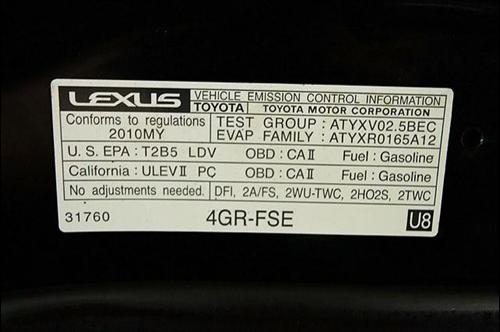 LEXUS VEHICLE EMISSION CONTROL INFORMATION
TOYOTA TOYOTA MOTOR CORPORATION
Conforms to regulations TEST GROUP : ATYXV02.5BEC
2010MY EVAP FAMILY : ATYXR0165A12
U. S. EPA : T2B5 LDV OBD : CA II Fuel : Gasoline
California : ULEV II PC OBD : CA II Fuel : Gasoline
No adjustments needed. DFI, 2A/FS, 2WU-TWC, 2HO2S, 2TWC
31760 4GR-FSE U8